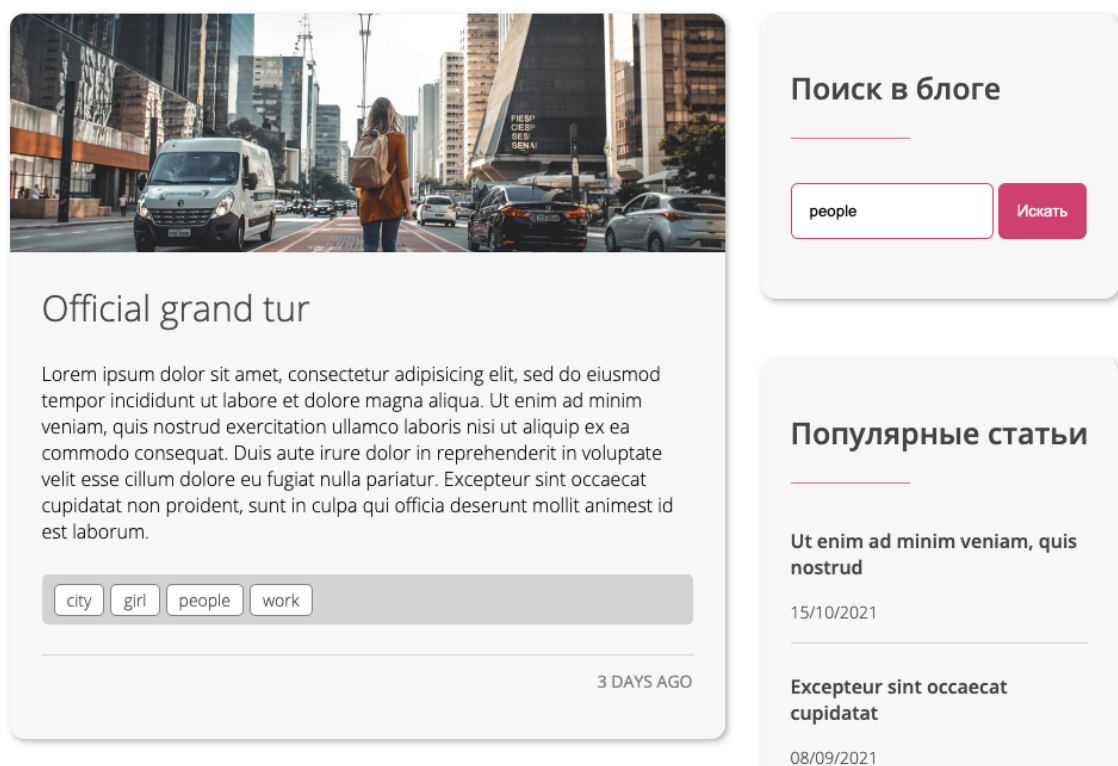 FIESP
CIESP
SESI
SENAI
Official grand tur
Lorem ipsum dolor sit amet, consectetur adipisicing elit, sed do eiusmod
tempor incididunt ut labore et dolore magna aliqua. Ut enim ad minim
veniam, quis nostrud exercitation ullamco laboris nisi ut aliquip ex ea
commodo consequat. Duis aute irure dolor in reprehenderit in voluptate
velit esse cillum dolore eu fugiat nulla pariatur. Excepteur sint occaecat
cupidatat non proident, sunt in culpa qui officia deserunt mollit animest id
est laborum.
city girl people work
3 DAYS AGO
Поиск в блоге
people Искать
Популярные статьи
Ut enim ad minim veniam, quis
nostrud
15/10/2021
Excepteur sint occaecat
cupidatat
08/09/2021